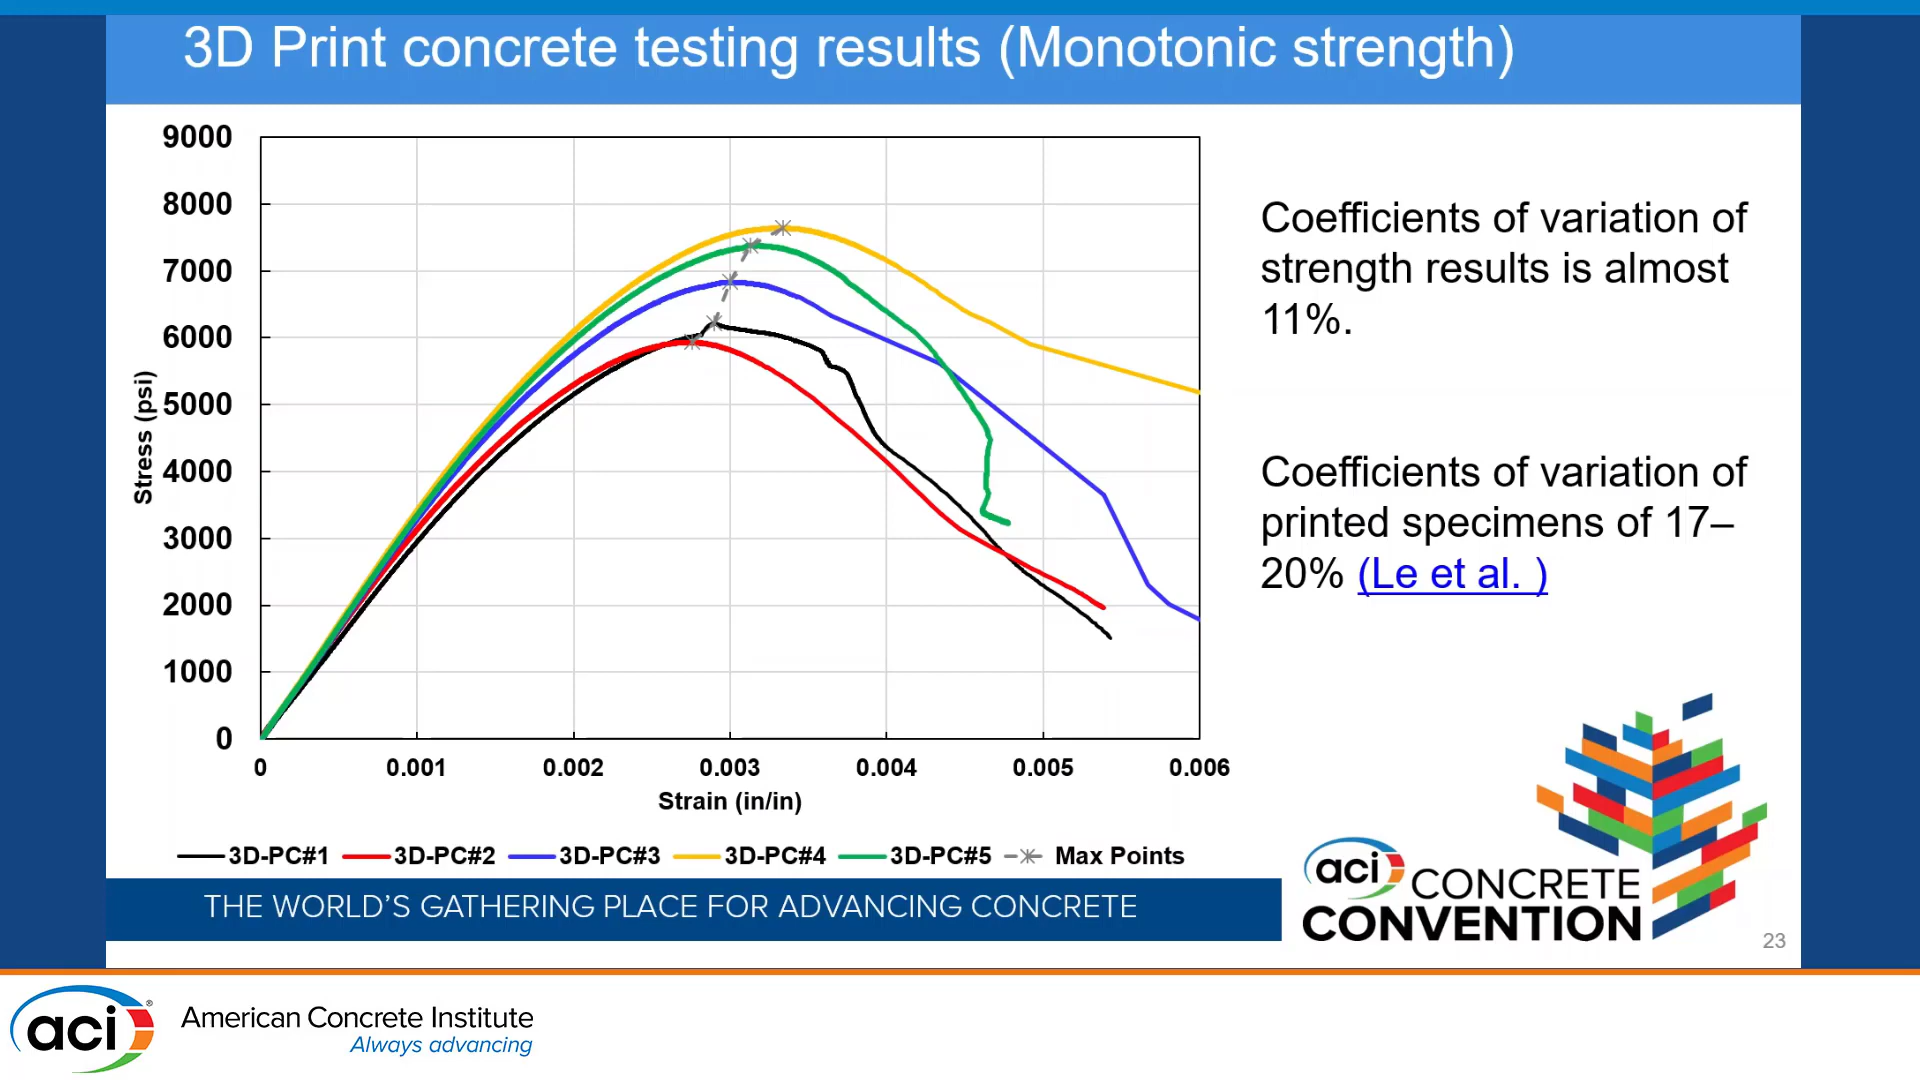 3D Print concrete testing results (Monotonic strength)
9000
8000
7000
6000
5000
4000
3000
2000
1000
0
Stress (psi)
0 0.001 0.002 0.003 0.004 0.005 0.006
Strain (in/in)
3D-PC#1 3D-PC#2 3D-PC#3 3D-PC#4 3D-PC#5 Max Points
Coefficients of variation of
strength results is almost
11%.
Coefficients of variation of
printed specimens of 17–
20% (Le et al. )
THE WORLD'S GATHERING PLACE FOR ADVANCING CONCRETE
aci CONCRETE
CONVENTION
23
aci® American Concrete Institute
Always advancing